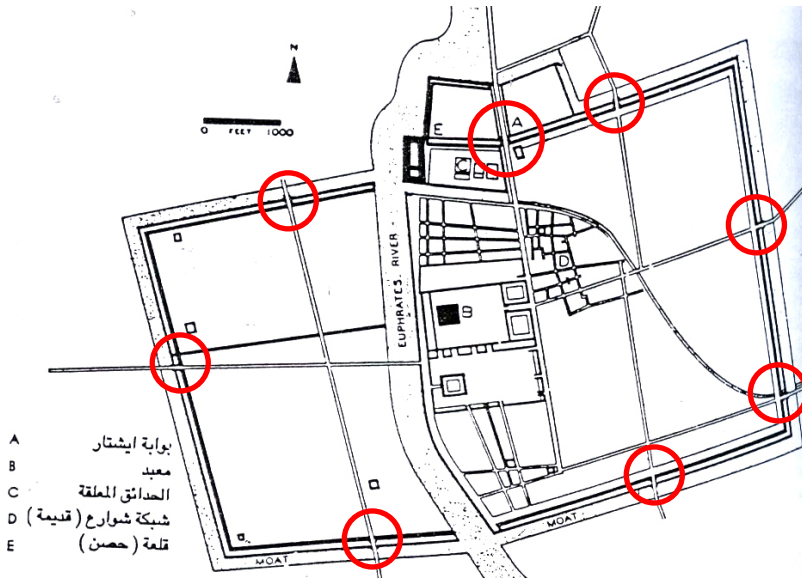 N
0 FEET 1000
A
E
C
D
B
EUPHRATES RIVER
MOAT
MOAT
A بوابة ايشتار
B معبد
C الحدائق المعلقة
D شبكة شوارع ( قديمة )
E قلعة ( حصن )